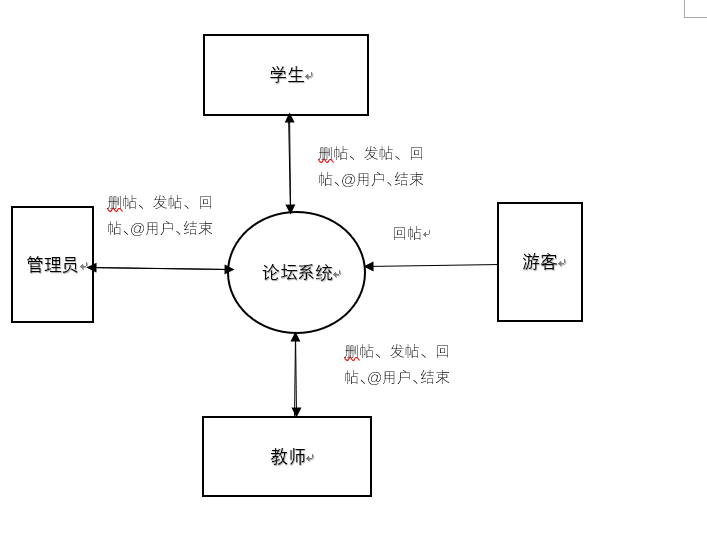 学生
删帖、发帖、回
帖、@用户、结束
删帖、发帖、回
帖、@用户、结束
回帖
管理员
论坛系统
游客
删帖、发帖、回
帖、@用户、结束
教师